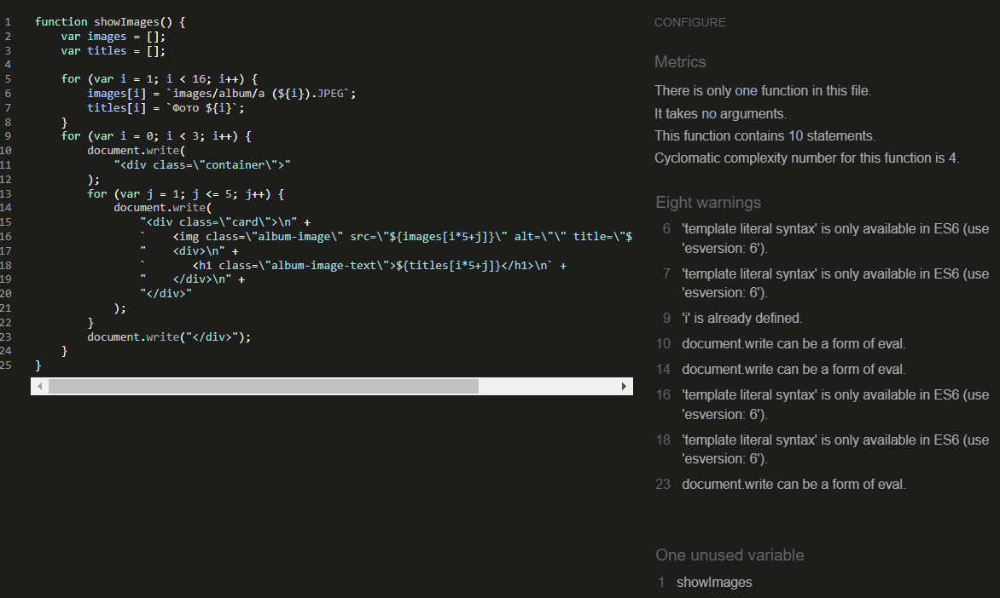 1 function showImages() {
2     var images = [];
3     var titles = [];
4
5     for (var i = 1; i < 16; i++) {
6         images[i] = `images/album/a (${i}).JPEG`;
7         titles[i] = `Фото ${i}`;
8     }
9     for (var i = 0; i < 3; i++) {
10         document.write(
11             "<div class=\"container\">"
12         );
13         for (var j = 1; j <= 5; j++) {
14             document.write(
15                 "<div class=\"card\">\n" +
16                 `    <img class=\"album-image\" src=\"${images[i*5+j]}\" alt=\"\" title=\"$
17                 "    <div>\n" +
18                 `       <h1 class=\"album-image-text\">${titles[i*5+j]}</h1>\n` +
19                 "    </div>\n" +
20                 "</div>"
21             );
22         }
23         document.write("</div>");
24     }
25 }
CONFIGURE
Metrics
There is only one function in this file.
It takes no arguments.
This function contains 10 statements.
Cyclomatic complexity number for this function is 4.
Eight warnings
6 'template literal syntax' is only available in ES6 (use
'esversion: 6').
7 'template literal syntax' is only available in ES6 (use
'esversion: 6').
9 'i' is already defined.
10 document.write can be a form of eval.
14 document.write can be a form of eval.
16 'template literal syntax' is only available in ES6 (use
'esversion: 6').
18 'template literal syntax' is only available in ES6 (use
'esversion: 6').
23 document.write can be a form of eval.
One unused variable
1 showImages